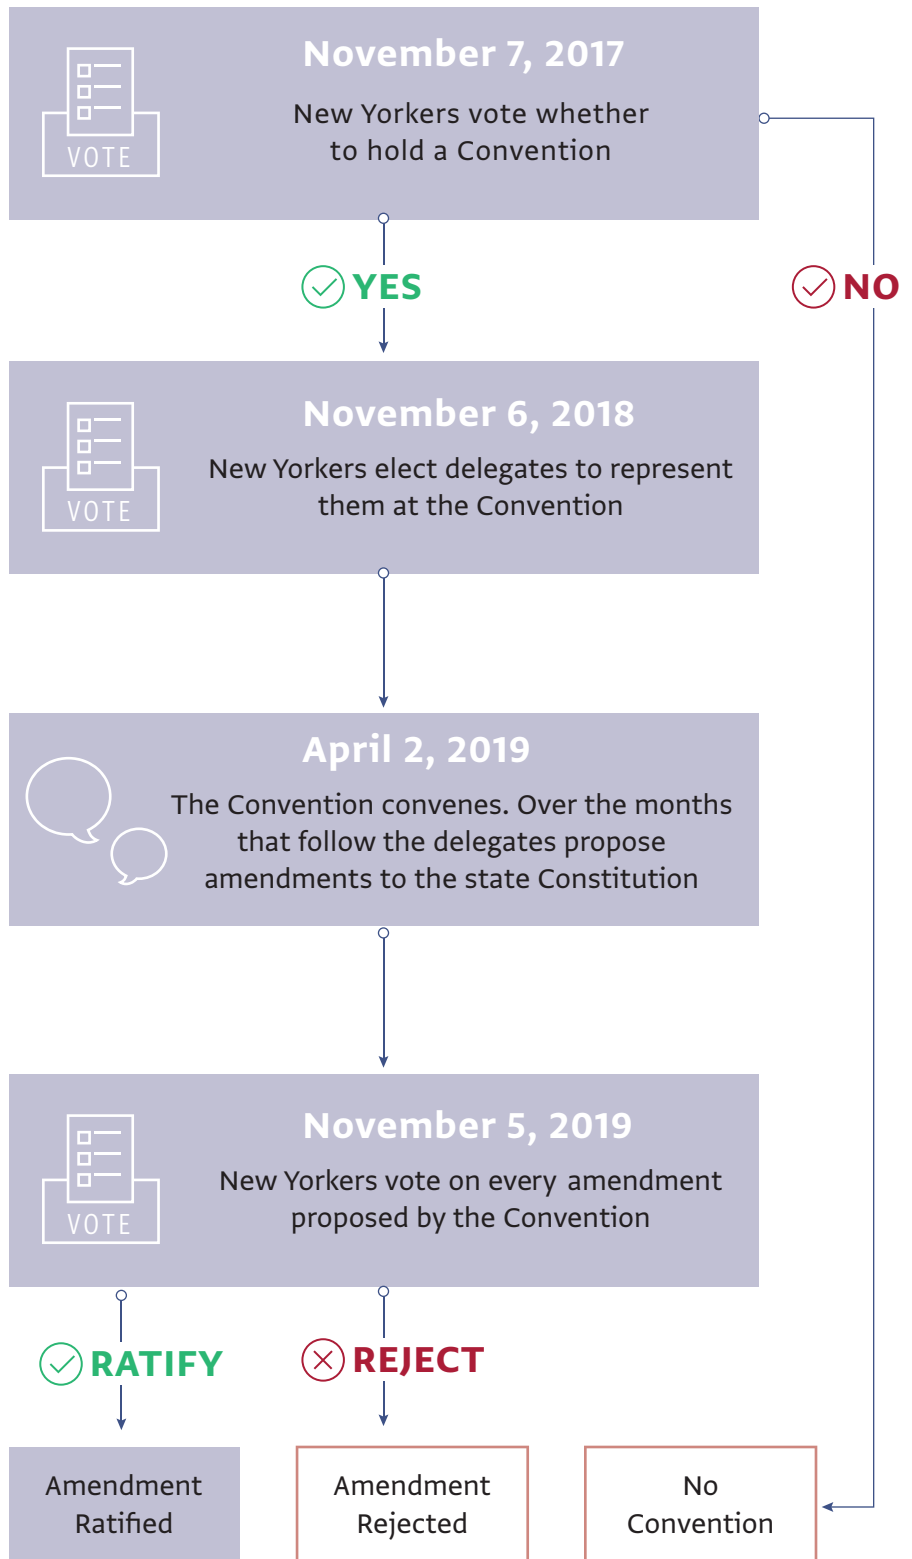 November 7, 2017
New Yorkers vote whether
to hold a Convention
VOTE
YES
NO
November 6, 2018
New Yorkers elect delegates to represent
them at the Convention
VOTE
April 2, 2019
The Convention convenes. Over the months
that follow the delegates propose
amendments to the state Constitution
November 5, 2019
New Yorkers vote on every amendment
proposed by the Convention
VOTE
RATIFY
REJECT
Amendment
Ratified
Amendment
Rejected
No
Convention